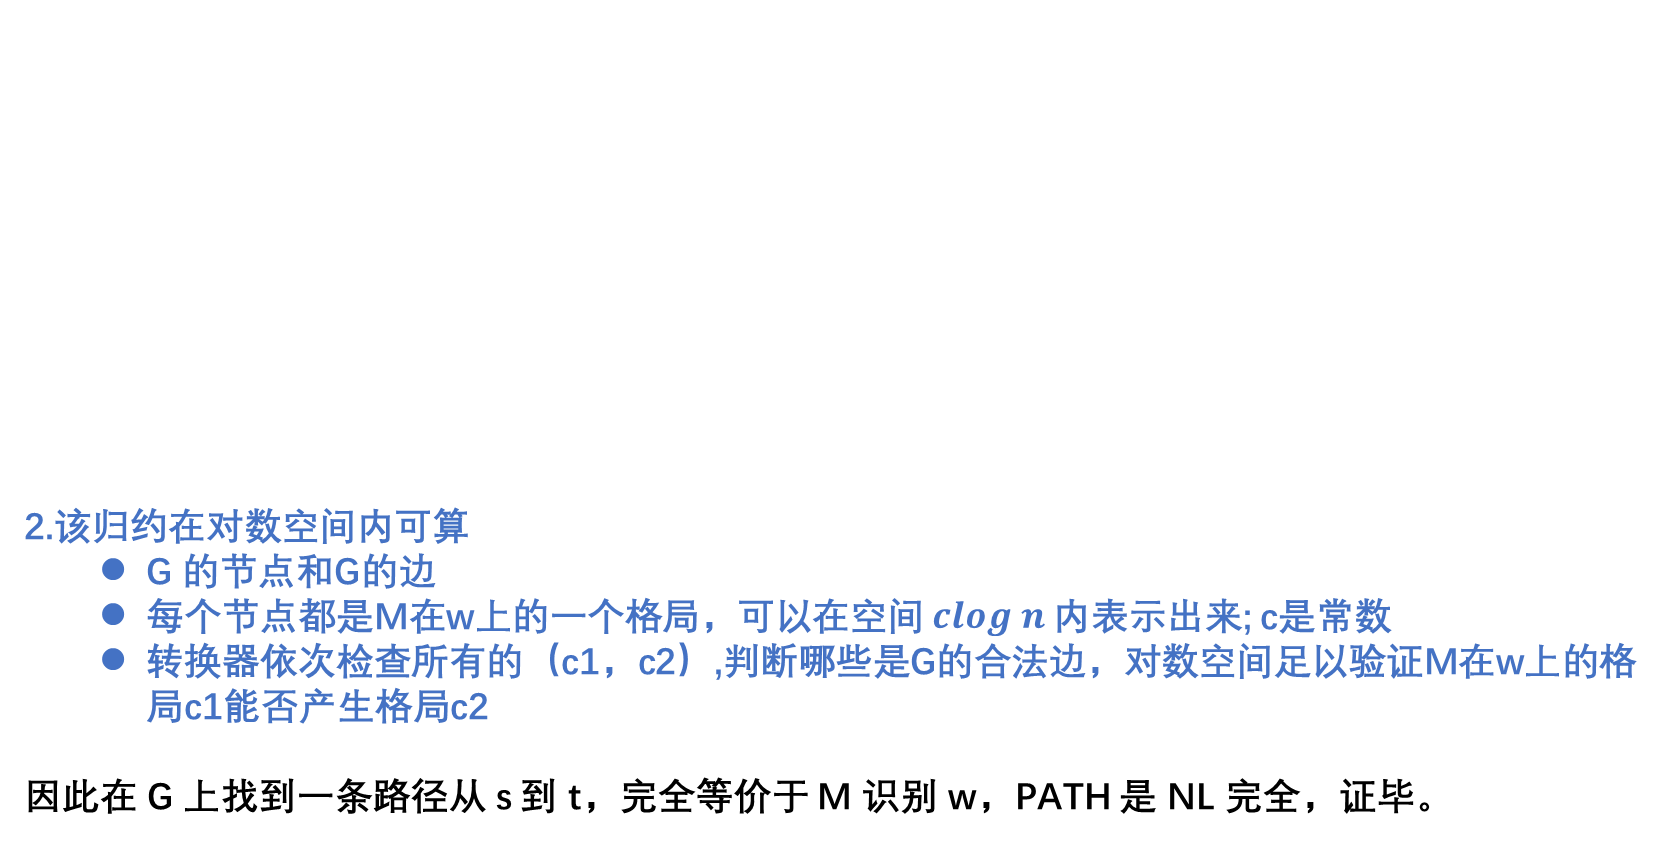 2.该归约在对数空间内可算
● G 的节点和G的边
● 每个节点都是M在w上的一个格局，可以在空间 clog n 内表示出来; c是常数
● 转换器依次检查所有的（c1，c2）,判断哪些是G的合法边，对数空间足以验证M在w上的格
局c1能否产生格局c2
因此在 G 上找到一条路径从 s 到 t，完全等价于 M 识别 w，PATH 是 NL 完全，证毕。